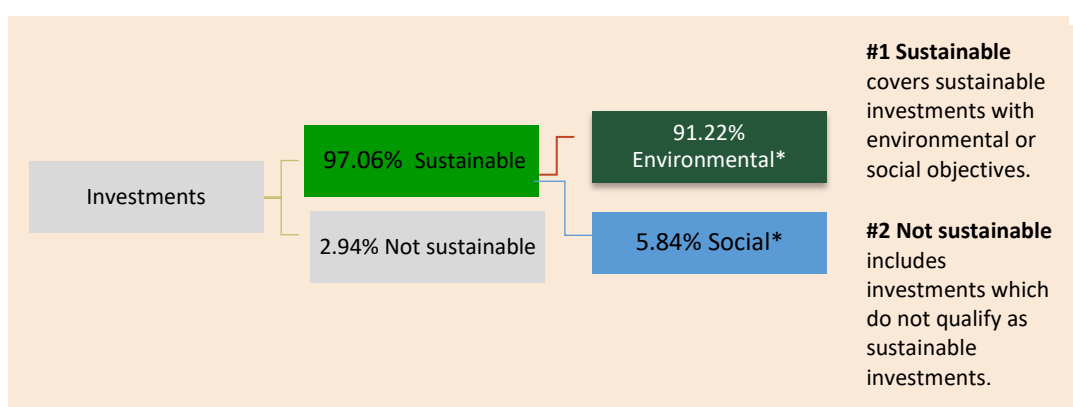 Investments
97.06% Sustainable
2.94% Not sustainable
91.22%
Environmental*
5.84% Social*
#1 Sustainable
covers sustainable
investments with
environmental or
social objectives.
#2 Not sustainable
includes
investments which
do not qualify as
sustainable
investments.